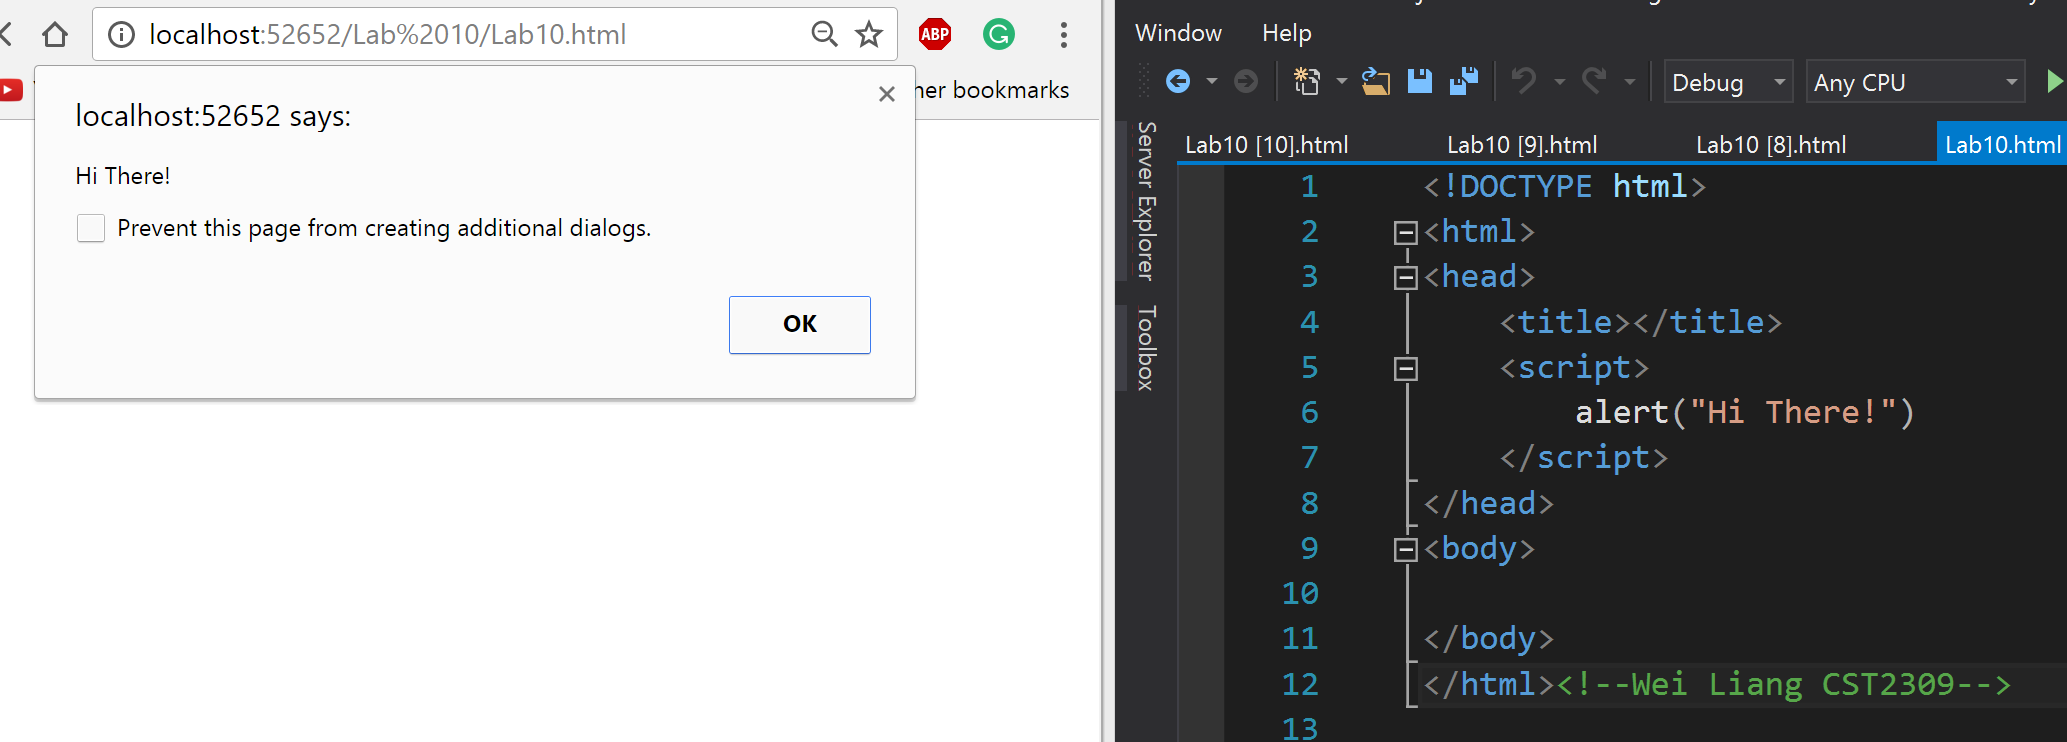 localhost:52652/Lab%2010/Lab10.html
ABP
her bookmarks
localhost:52652 says:
Hi There!
Prevent this page from creating additional dialogs.
OK
Window Help
Debug Any CPU
Server Explorer
Toolbox
Lab10 [10].html Lab10 [9].html Lab10 [8].html Lab10.html
1 <!DOCTYPE html>
2 <html>
3 <head>
4 <title></title>
5 <script>
6 alert("Hi There!")
7 </script>
8 </head>
9 <body>
10
11 </body>
12 </html><!--Wei Liang CST2309-->
13